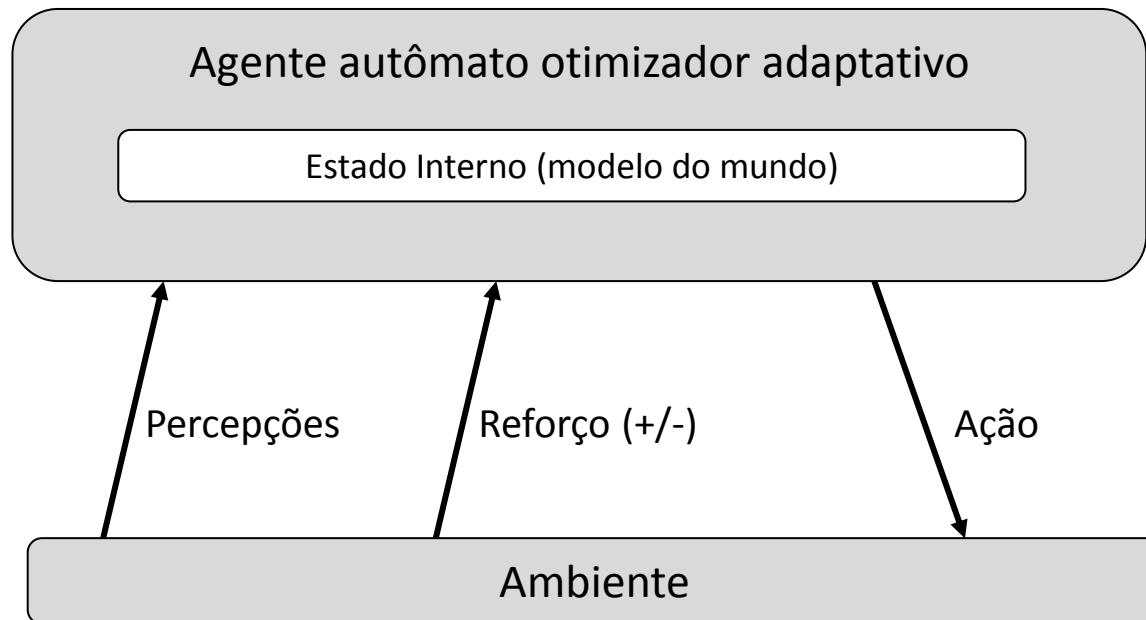 Agente autômato otimizador adaptativo
Estado Interno (modelo do mundo)
Percepções
Reforço (+/-)
Ação
Ambiente